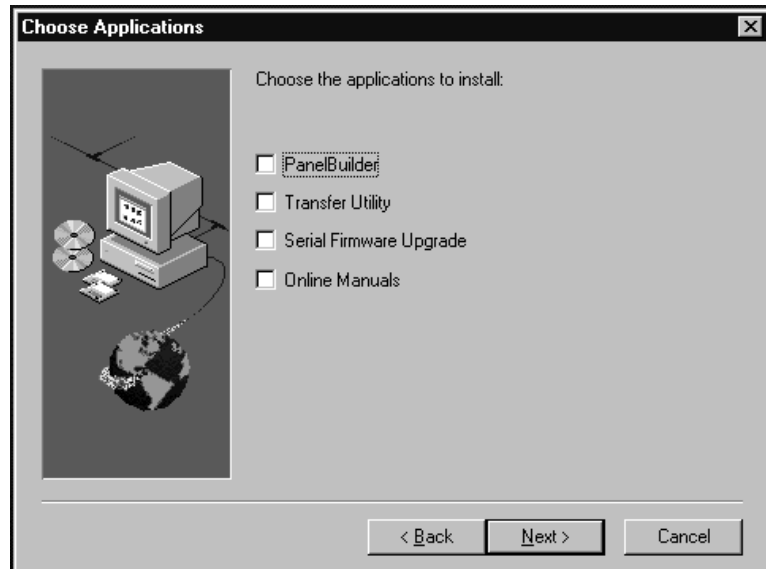 Choose Applications
Choose the applications to install:
PanelBuilder
Transfer Utility
Serial Firmware Upgrade
Online Manuals
< Back
Next >
Cancel